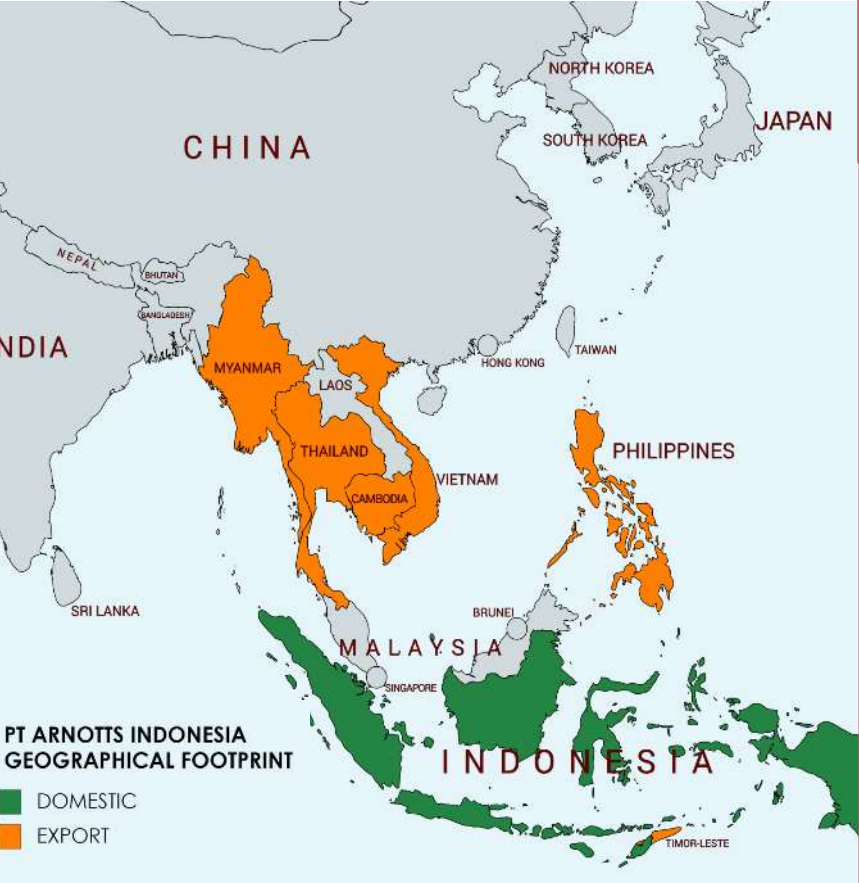 NORTH KOREA
JAPAN
CHINA
SOUTH KOREA
NEPAL
BHUTAN
BANGLADESH
NDIA
MYANMAR
LAOS
HONG KONG
TAIWAN
THAILAND
PHILIPPINES
VIETNAM
CAMBODIA
SRI LANKA
BRUNEI
MALAYSIA
SINGAPORE
PT ARNOTTS INDONESIA
GEOGRAPHICAL FOOTPRINT
INDONESIA
DOMESTIC
EXPORT
TIMOR-LESTE